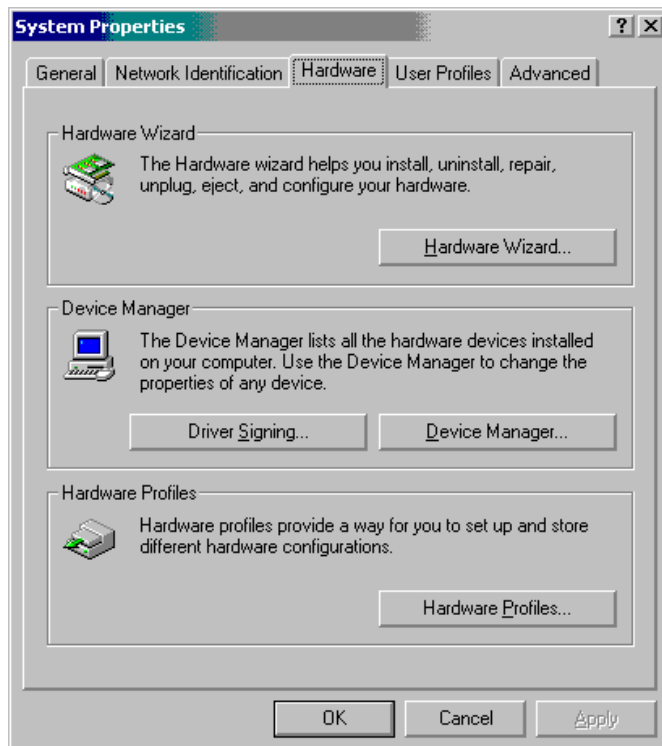 System Properties
General Network Identification Hardware User Profiles Advanced
Hardware Wizard
The Hardware wizard helps you install, uninstall, repair,
unplug, eject, and configure your hardware.
Hardware Wizard...
Device Manager
The Device Manager lists all the hardware devices installed
on your computer. Use the Device Manager to change the
properties of any device.
Driver Signing... Device Manager...
Hardware Profiles
Hardware profiles provide a way for you to set up and store
different hardware configurations.
Hardware Profiles...
OK Cancel Apply